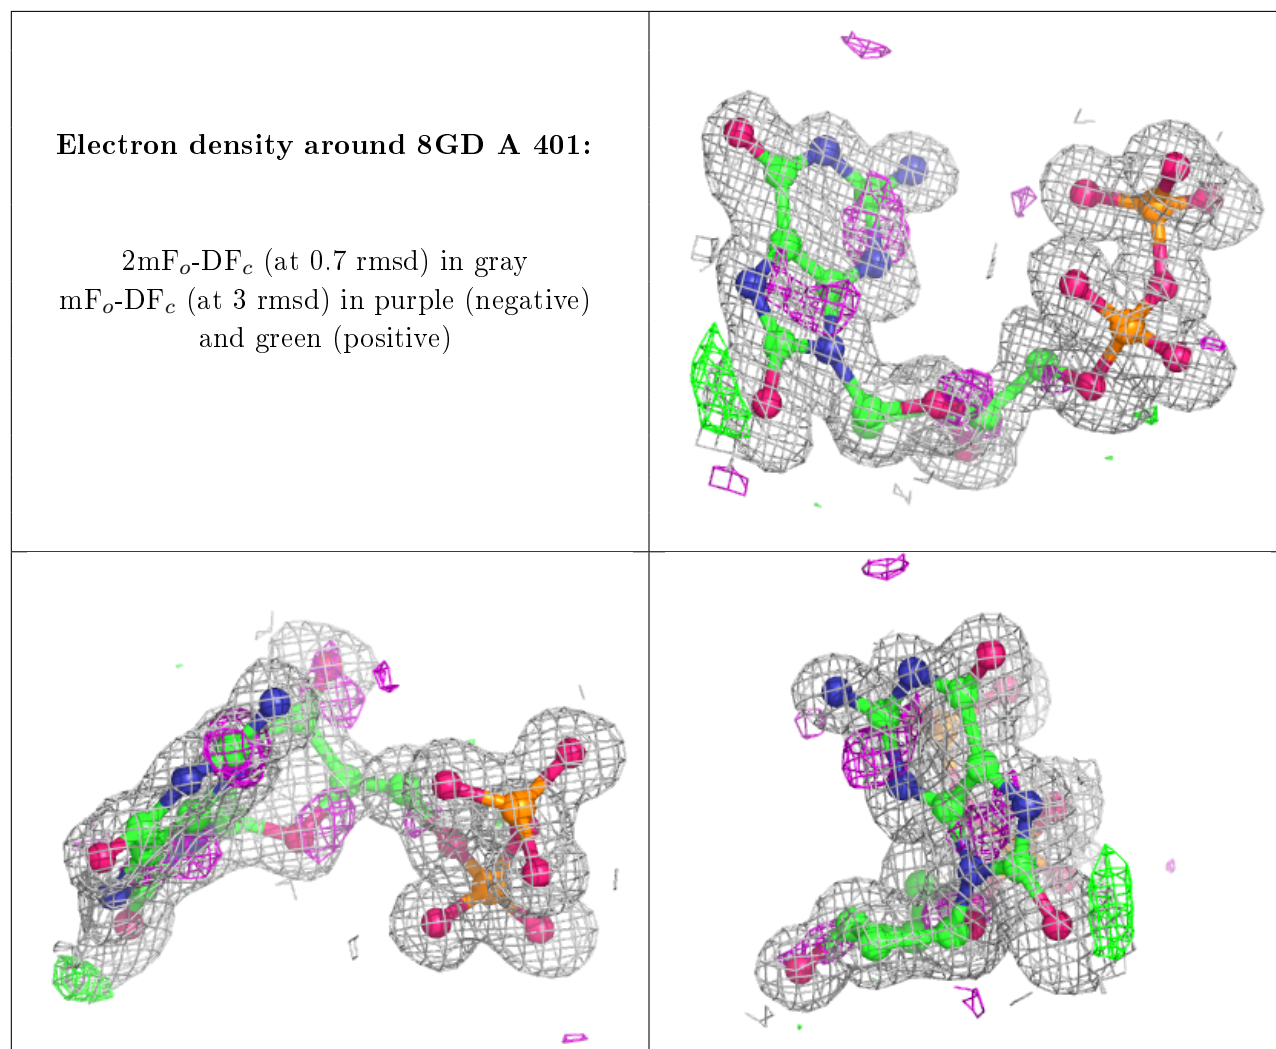 Electron density around 8GD A 401:
2mFo-DFc (at 0.7 rmsd) in gray
mFo-DFc (at 3 rmsd) in purple (negative)
and green (positive)